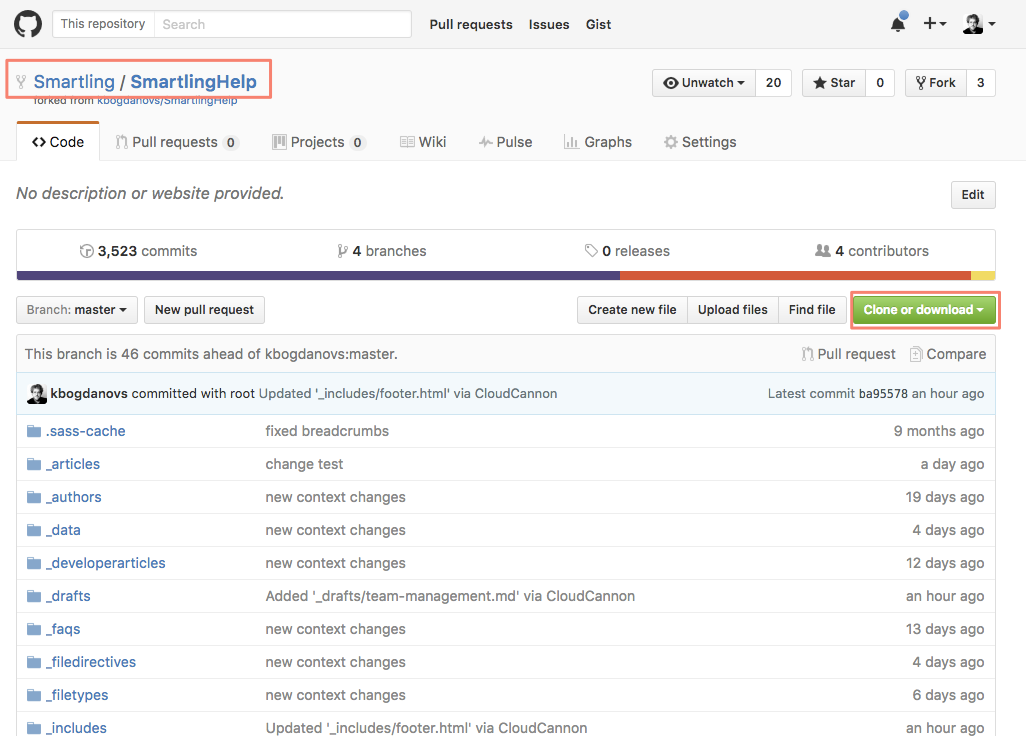 This repository Search Pull requests Issues Gist
Smartling / SmartlingHelp Unwatch 20 Star 0 Fork 3
forked from kbogdanovs/SmartlingHelp
Code Pull requests 0 Projects 0 Wiki Pulse Graphs Settings
No description or website provided. Edit
3,523 commits 4 branches 0 releases 4 contributors
Branch: master New pull request Create new file Upload files Find file Clone or download
This branch is 46 commits ahead of kbogdanovs:master. Pull request Compare
kbogdanovs committed with root Updated '_includes/footer.html' via CloudCannon Latest commit ba95578 an hour ago
.sass-cache fixed breadcrumbs 9 months ago
_articles change test a day ago
_authors new context changes 19 days ago
_data new context changes 4 days ago
_developerarticles new context changes 12 days ago
_drafts Added '_drafts/team-management.md' via CloudCannon an hour ago
_faqs new context changes 13 days ago
_filedirectives new context changes 4 days ago
_filetypes new context changes 6 days ago
_includes Updated '_includes/footer.html' via CloudCannon an hour ago